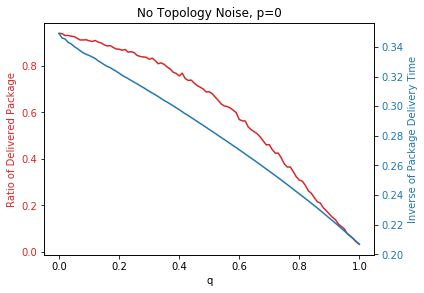 No Topology Noise, p=0
Ratio of Delivered Package
0.8
0.6
0.4
0.2
0.0
0.34
0.32
0.30
0.28
0.26
0.24
0.22
0.20
Inverse of Package Delivery Time
0.0 0.2 0.4 0.6 0.8 1.0
q